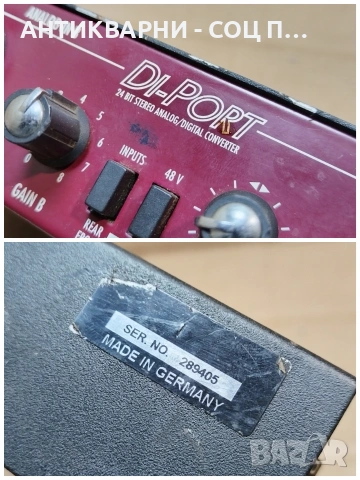 АНТИКВАРНИ - СОЦ П...
DI-PORT
24 BIT STEREO ANALOG/DIGITAL CONVERTER
4
5
6
7
8
0
INPUTS
48 V
GAIN B
REAR
SER. NO. 289405
MADE IN GERMANY
BAZAR